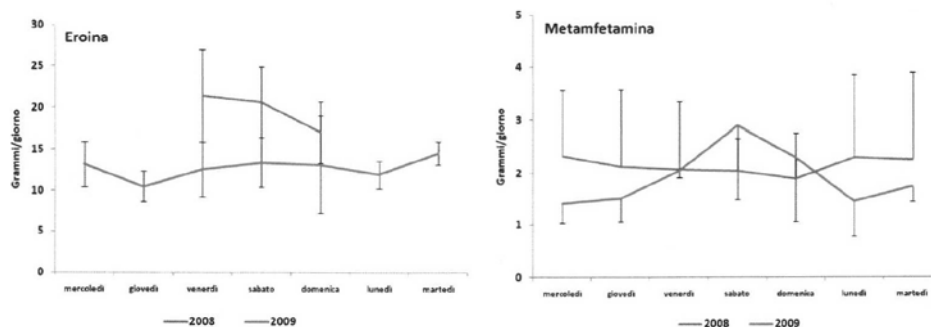 Eroina
Grammi/giorno
30
25
20
15
10
5
0
mercoledì giovedì venerdì sabato domenica lunedì martedì
2008 2009
Metamfetamina
Grammi/giorno
5
4
3
2
1
0
mercoledì giovedì venerdì sabato domenica lunedì martedì
2008 2009